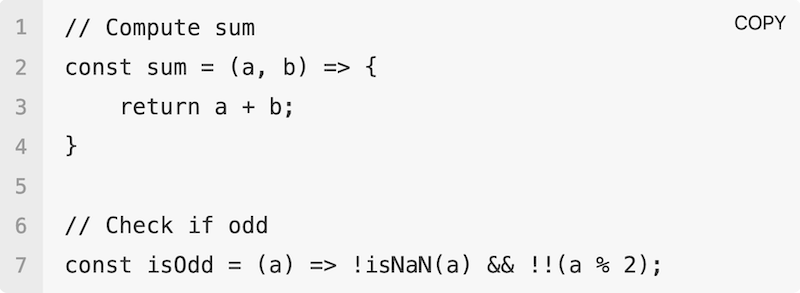 1 // Compute sum COPY
2 const sum = (a, b) => {
3     return a + b;
4 }
5
6 // Check if odd
7 const isOdd = (a) => !isNaN(a) && !!(a % 2);